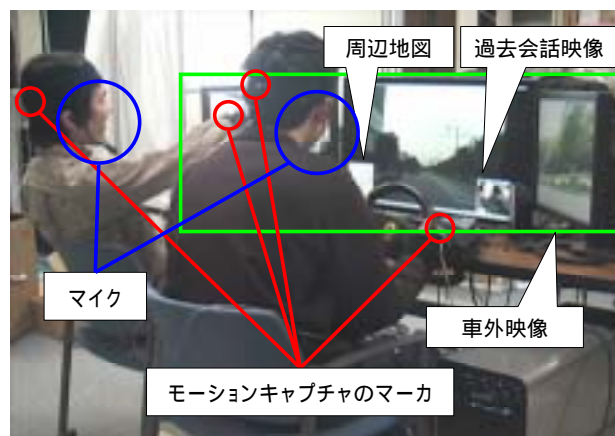 周辺地図
過去会話映像
マイク
車外映像
モーションキャプチャのマーカ